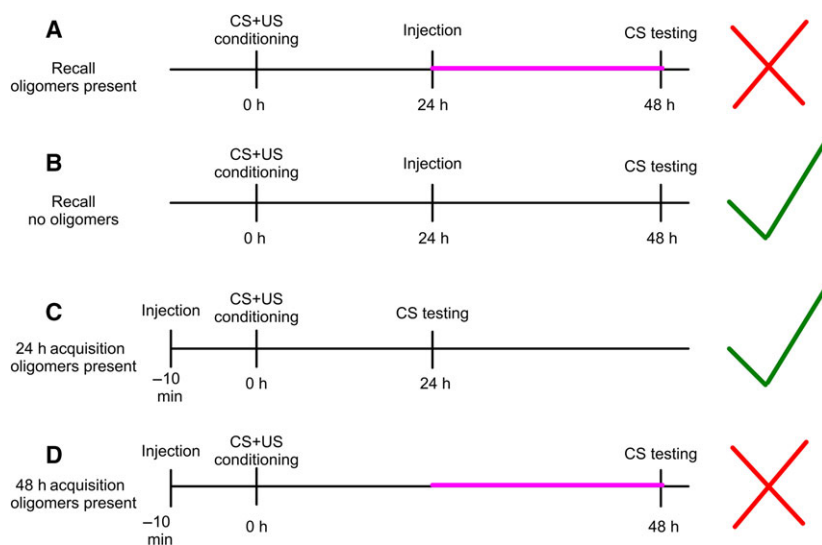 A
Recall
oligomers present
CS+US
conditioning
Injection
CS testing
0 h
24 h
48 h
B
Recall
no oligomers
CS+US
conditioning
Injection
CS testing
0 h
24 h
48 h
C
24 h acquisition
oligomers present
Injection
CS+US
conditioning
CS testing
–10
min
0 h
24 h
D
48 h acquisition
oligomers present
Injection
CS+US
conditioning
CS testing
–10
min
0 h
48 h